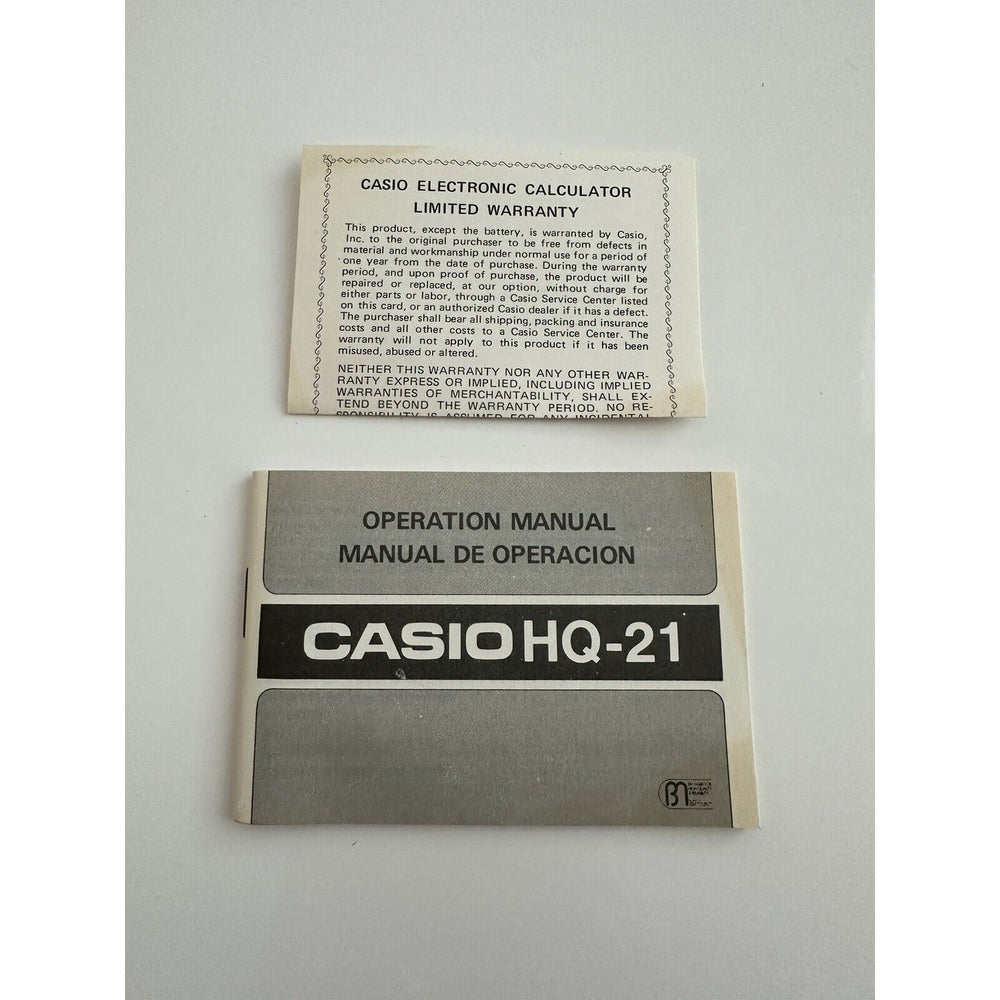 CASIO ELECTRONIC CALCULATOR
LIMITED WARRANTY
This product, except the battery, is warranted by Casio,
Inc. to the original purchaser to be free from defects in
material and workmanship under normal use for a period of
one year from the date of purchase. During the warranty
period, and upon proof of purchase, the product will be
repaired or replaced, at our option, without charge for
either parts or labor, through a Casio Service Center listed
on this card, or an authorized Casio dealer if it has a defect.
The purchaser shall bear all shipping, packing and insurance
costs and all other costs to a Casio Service Center. The
warranty will not apply to this product if it has been
misused, abused or altered.
NEITHER THIS WARRANTY NOR ANY OTHER WAR-
RANTY EXPRESS OR IMPLIED, INCLUDING IMPLIED
WARRANTIES OF MERCHANTABILITY, SHALL EX-
TEND BEYOND THE WARRANTY PERIOD. NO RE-
SPONSIBILITY IS ASSUMED FOR ANY INCIDENTAL
OPERATION MANUAL
MANUAL DE OPERACION
CASIO HQ-21